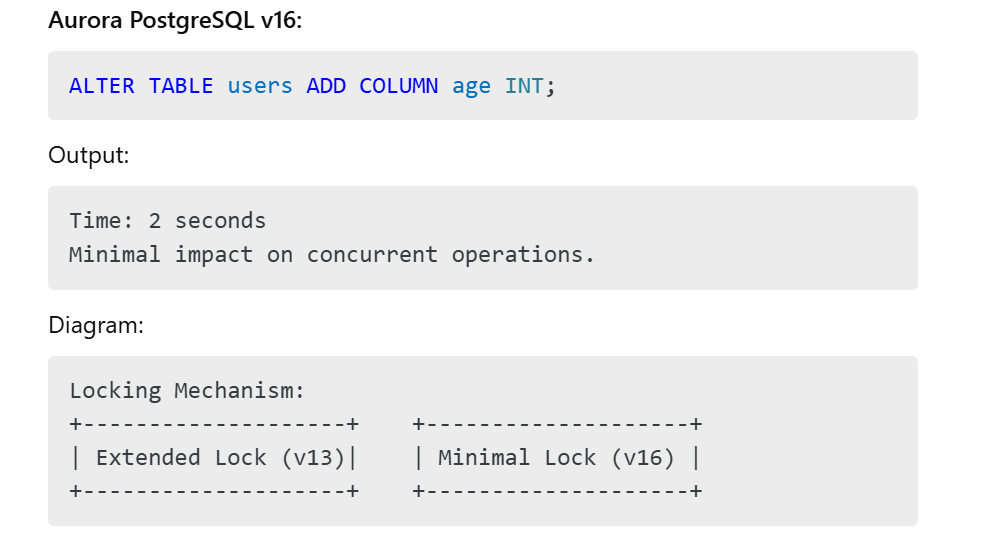 Aurora PostgreSQL v16:
ALTER TABLE users ADD COLUMN age INT;
Output:
Time: 2 seconds
Minimal impact on concurrent operations.
Diagram:
Locking Mechanism:
+--------------------+    +--------------------+
| Extended Lock (v13)|    | Minimal Lock (v16) |
+--------------------+    +--------------------+